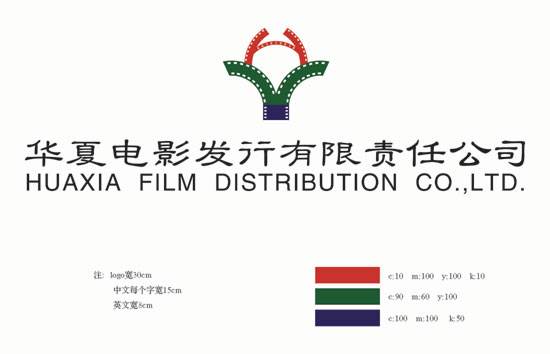 华夏电影发行有限责任公司
HUAXIA FILM DISTRIBUTION CO.,LTD.
注: logo宽30cm
中文每个字宽15cm
英文宽8cm
c:10 m:100 y:100 k:10
c:90 m:60 y:100
c:100 m:100 k:50